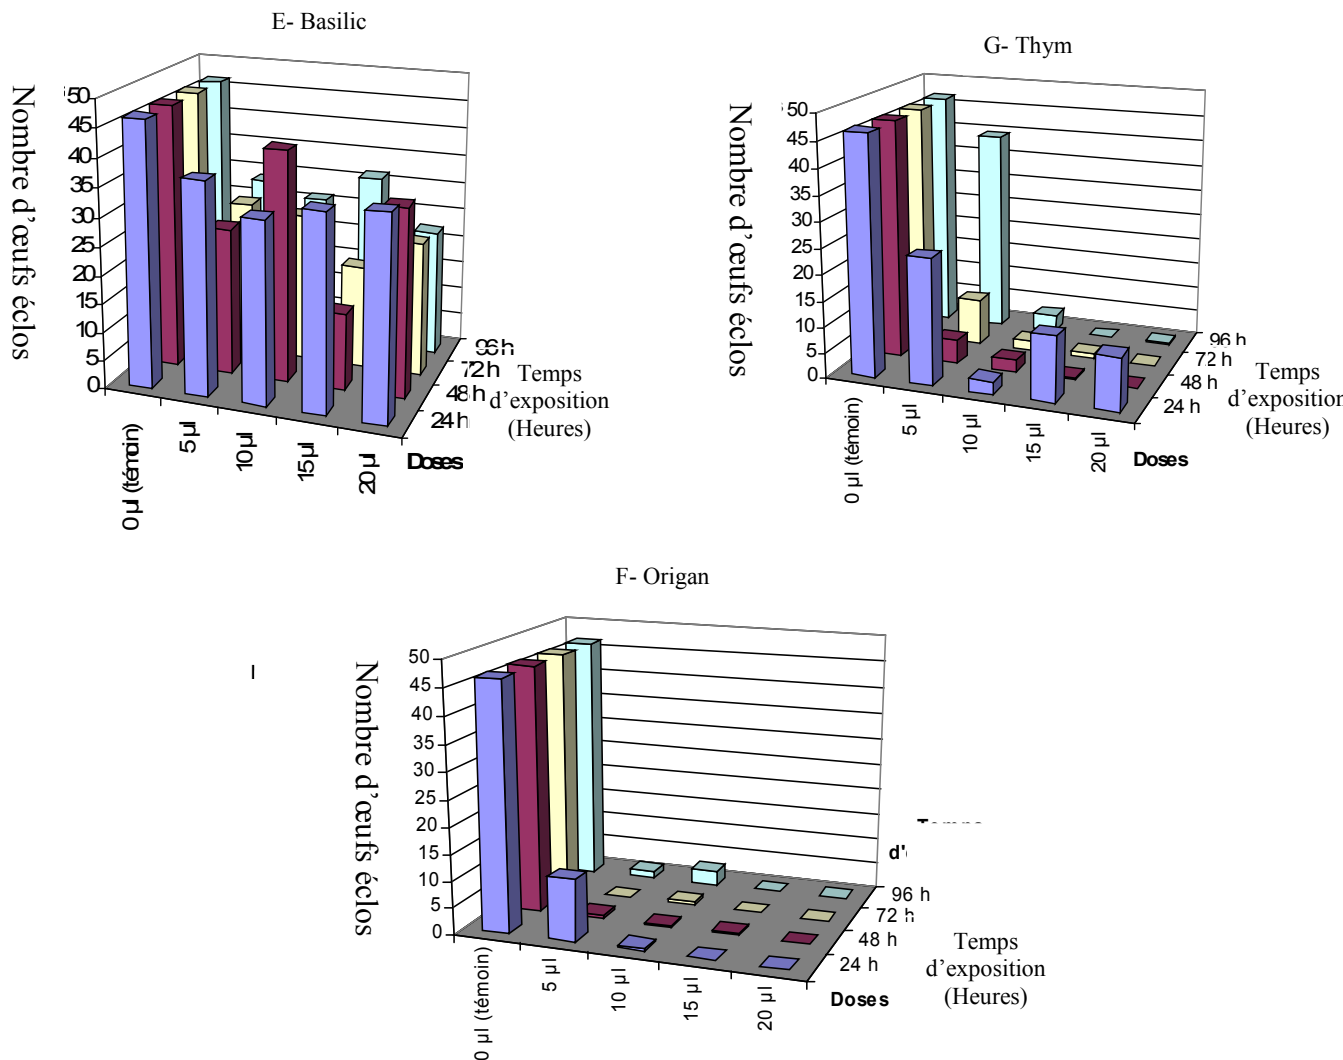 E- Basilic
Nombre d'œufs éclos
50
45
40
35
30
25
20
15
10
5
0
0 µl (témoin)
5 µl
10 µl
15 µl
20 µl
Doses
24 h
48 h
72 h
96 h
Temps
d'exposition
(Heures)
G- Thym
Nombre d'œufs éclos
50
45
40
35
30
25
20
15
10
5
0
0 µl (témoin)
5 µl
10 µl
15 µl
20 µl
Doses
24 h
48 h
72 h
96 h
Temps
d'exposition
(Heures)
F- Origan
Nombre d'œufs éclos
50
45
40
35
30
25
20
15
10
5
0
0 µl (témoin)
5 µl
10 µl
15 µl
20 µl
Doses
24 h
48 h
72 h
96 h
d'
Temps
d'exposition
(Heures)
l